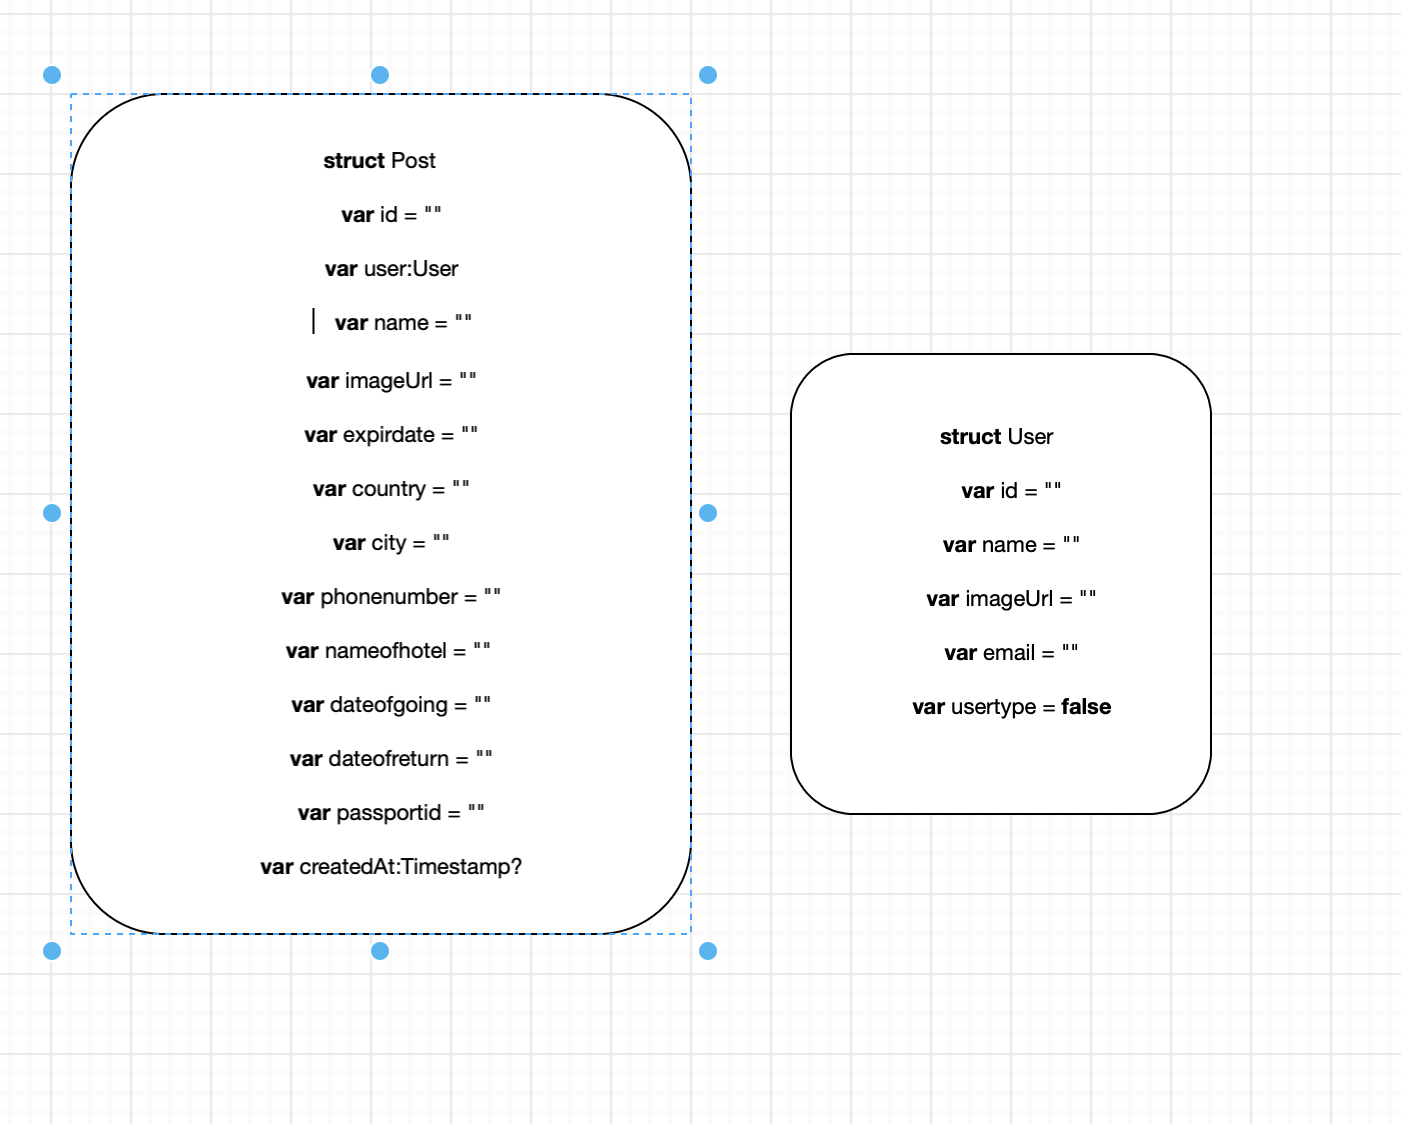 struct Post
var id = ""
var user:User
var name = ""
var imageUrl = ""
var expirdate = ""
var country = ""
var city = ""
var phonenumber = ""
var nameofhotel = ""
var dateofgoing = ""
var dateofreturn = ""
var passportid = ""
var createdAt:Timestamp?
struct User
var id = ""
var name = ""
var imageUrl = ""
var email = ""
var usertype = false